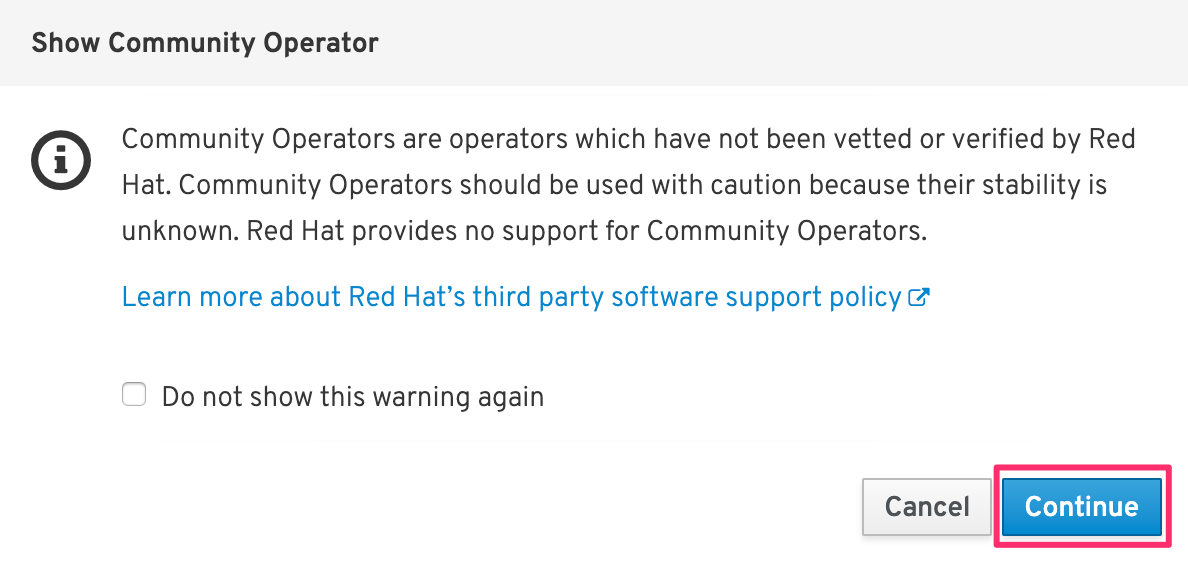 Show Community Operator
Community Operators are operators which have not been vetted or verified by Red
Hat. Community Operators should be used with caution because their stability is
unknown. Red Hat provides no support for Community Operators.
Learn more about Red Hat’s third party software support policy
Do not show this warning again
Cancel
Continue